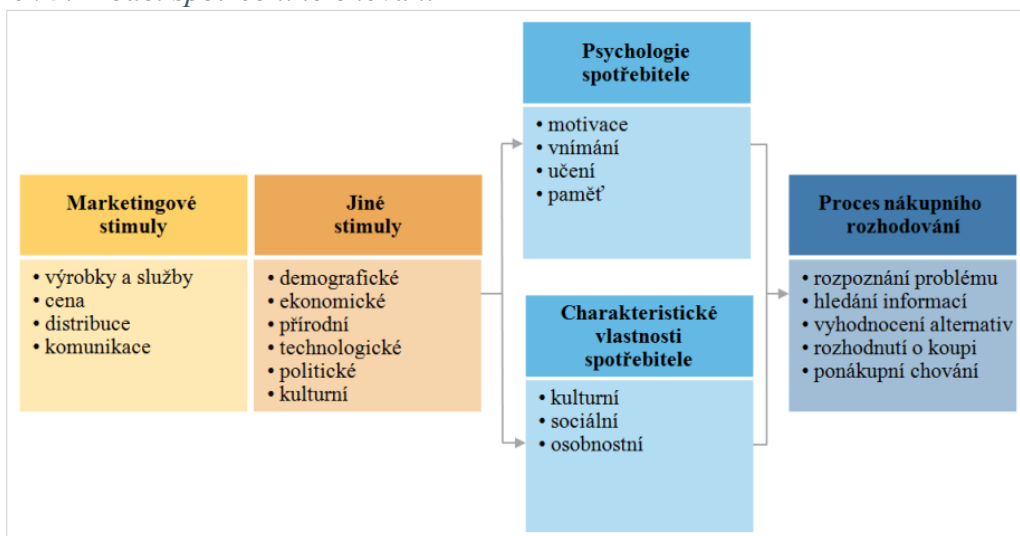 Psychologie
spotřebitele
• motivace
• vnímání
• učení
• paměť
Marketingové
stimuly
• výrobky a služby
• cena
• distribuce
• komunikace
Jiné
stimuly
• demografické
• ekonomické
• přírodní
• technologické
• politické
• kulturní
Charakteristické
vlastnosti
spotřebitele
• kulturní
• sociální
• osobnostní
Proces nákupního
rozhodování
• rozpoznání problému
• hledání informací
• vyhodnocení alternativ
• rozhodnutí o koupi
• ponákupní chování